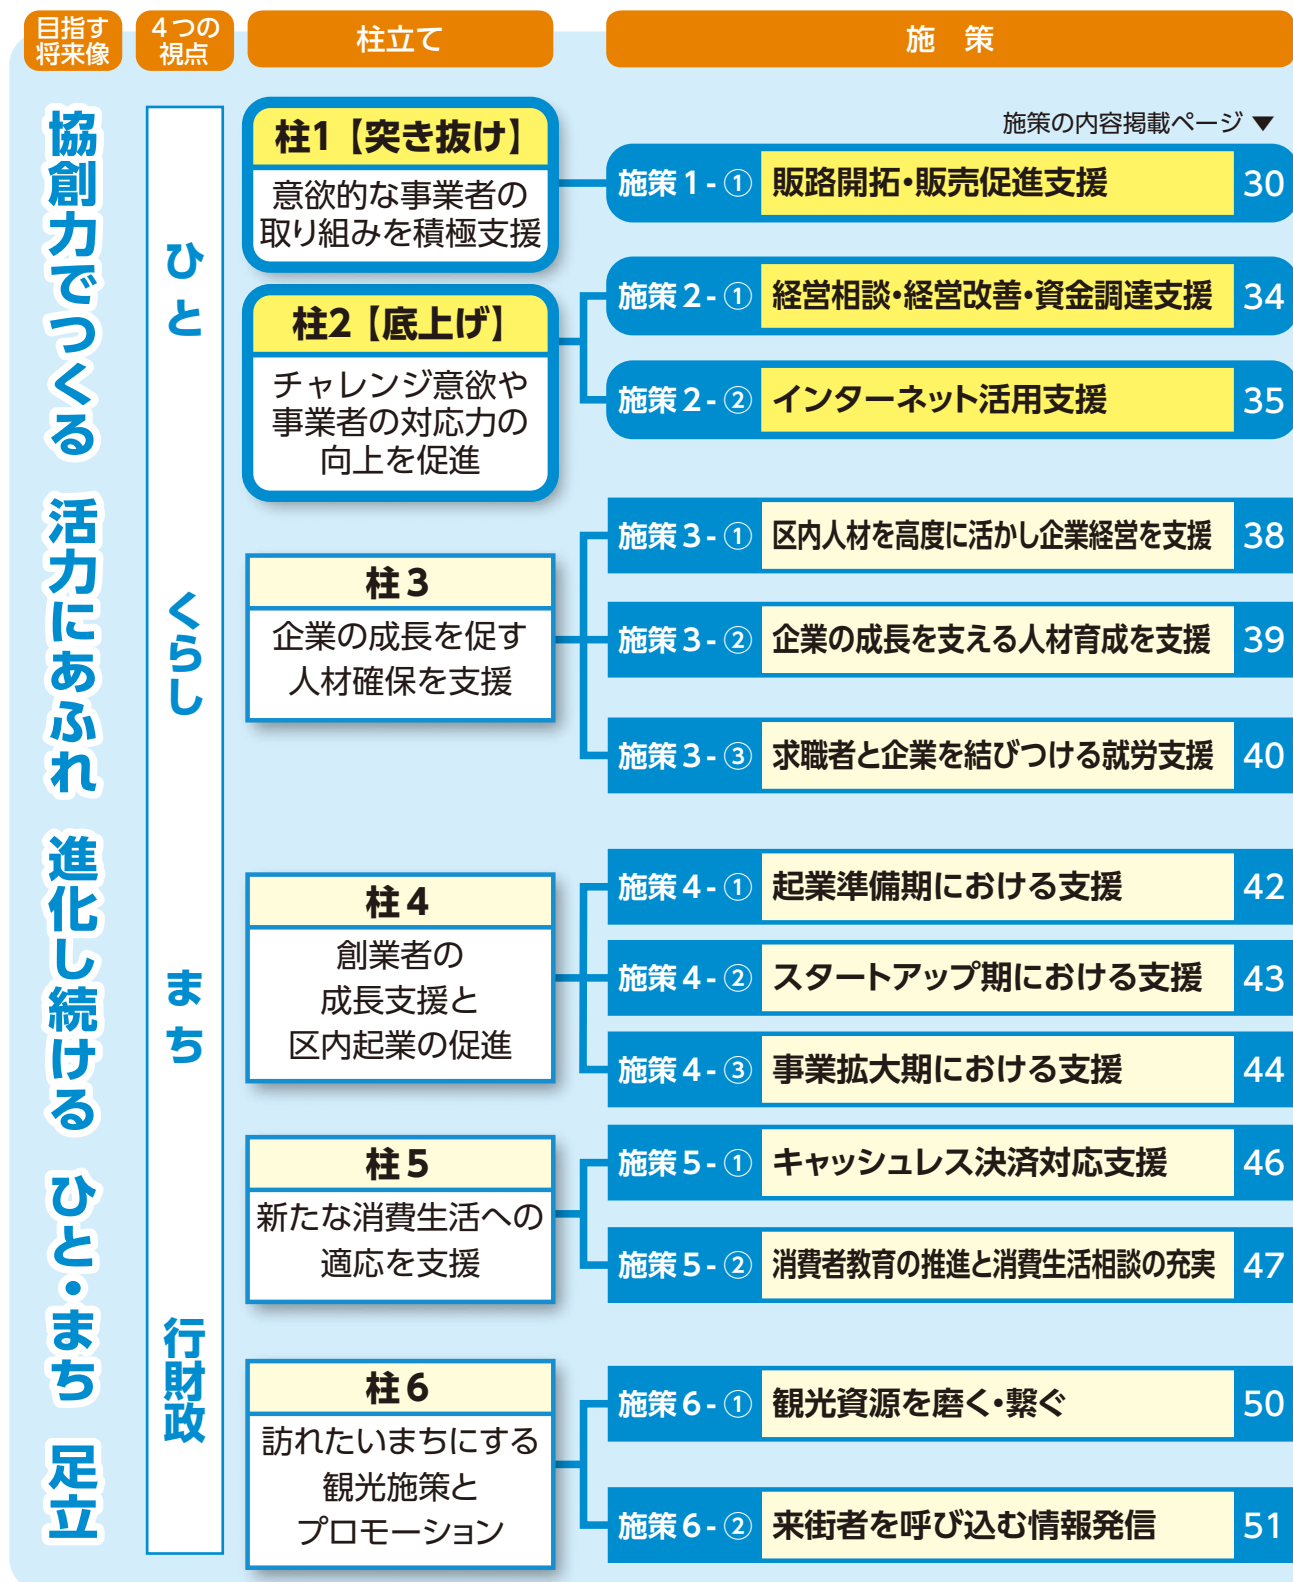 目指す
将来像
4つの
視点
柱立て
施　策
協創力でつくる　活力にあふれ　進化し続ける　ひと・まち　足立
ひと
くらし
まち
行財政
施策の内容掲載ページ ▼
柱1【突き抜け】
意欲的な事業者の
取り組みを積極支援
施策1-① 販路開拓・販売促進支援 30
柱2【底上げ】
チャレンジ意欲や
事業者の対応力の
向上を促進
施策2-① 経営相談・経営改善・資金調達支援 34
施策2-② インターネット活用支援 35
柱3
企業の成長を促す
人材確保を支援
施策3-① 区内人材を高度に活かし企業経営を支援 38
施策3-② 企業の成長を支える人材育成を支援 39
施策3-③ 求職者と企業を結びつける就労支援 40
柱4
創業者の
成長支援と
区内起業の促進
施策4-① 起業準備期における支援 42
施策4-② スタートアップ期における支援 43
施策4-③ 事業拡大期における支援 44
柱5
新たな消費生活への
適応を支援
施策5-① キャッシュレス決済対応支援 46
施策5-② 消費者教育の推進と消費生活相談の充実 47
柱6
訪れたいまちにする
観光施策と
プロモーション
施策6-① 観光資源を磨く・繋ぐ 50
施策6-② 来街者を呼び込む情報発信 51